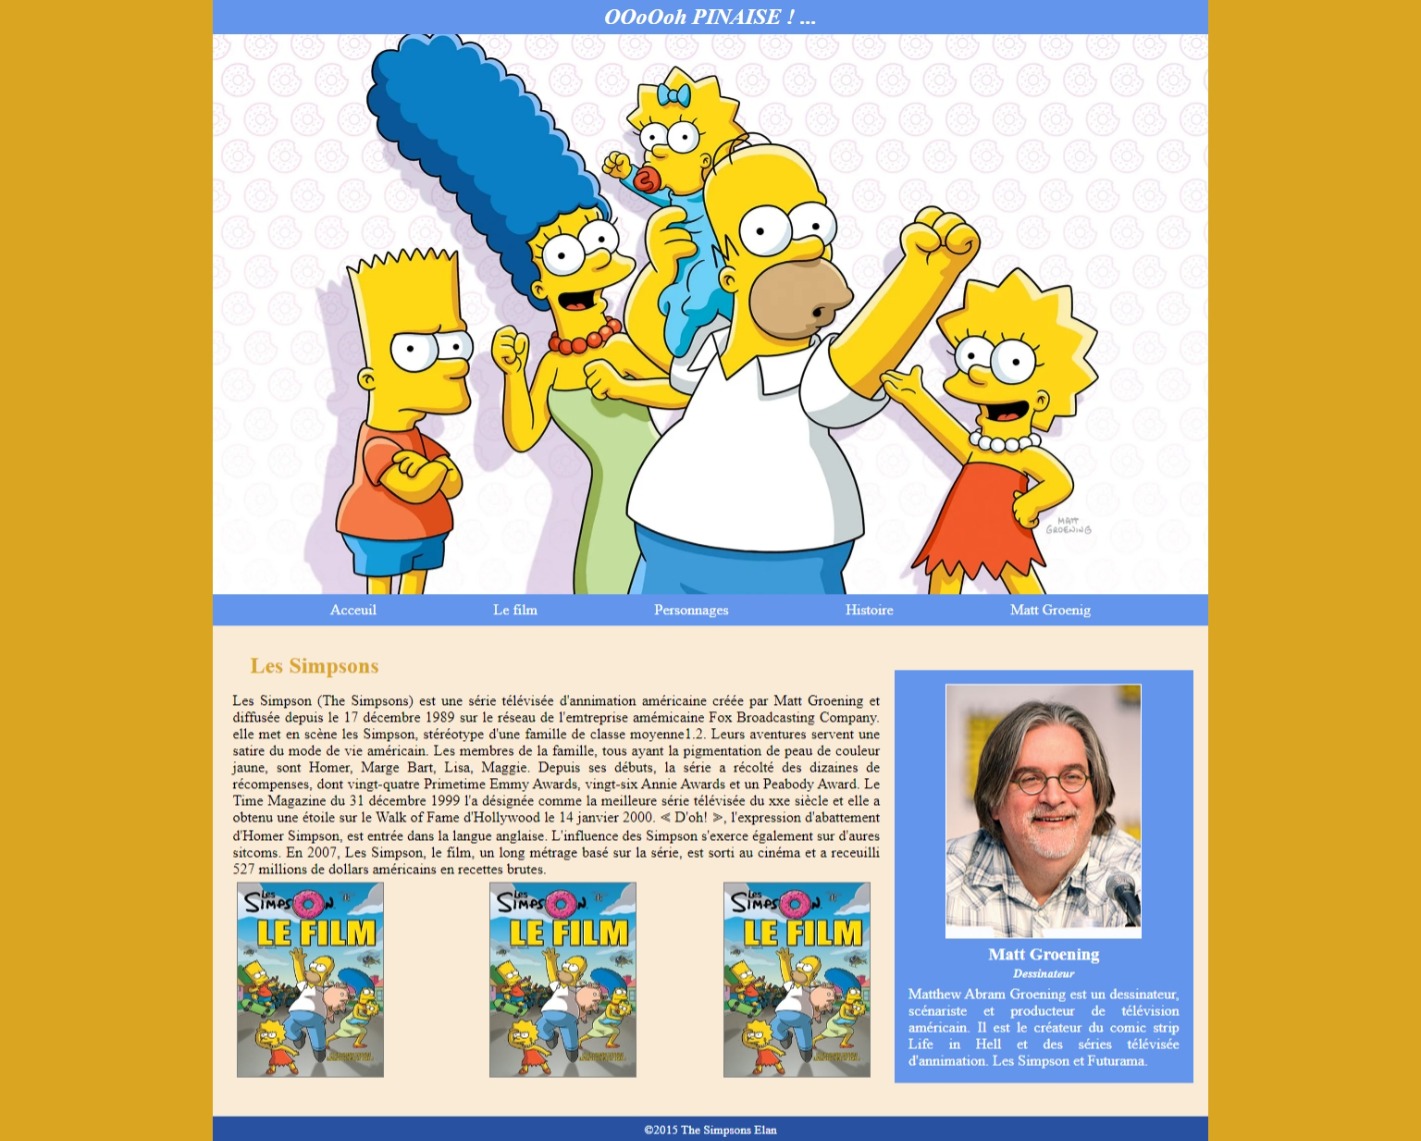 OOoOoh PINAISE ! ...
MATT
GROENING
Acceuil Le film Personnages Histoire Matt Groenig
Les Simpsons
Les Simpson (The Simpsons) est une série télévisée d'annimation américaine créée par Matt Groening et
diffusée depuis le 17 décembre 1989 sur le réseau de l'emtreprise amémicaine Fox Broadcasting Company.
elle met en scène les Simpson, stéréotype d'une famille de classe moyenne1.2. Leurs aventures servent une
satire du mode de vie américain. Les membres de la famille, tous ayant la pigmentation de peau de couleur
jaune, sont Homer, Marge Bart, Lisa, Maggie. Depuis ses débuts, la série a récolté des dizaines de
récompenses, dont vingt-quatre Primetime Emmy Awards, vingt-six Annie Awards et un Peabody Award. Le
Time Magazine du 31 décembre 1999 l'a désignée comme la meilleure série télévisée du xxe siècle et elle a
obtenu une étoile sur le Walk of Fame d'Hollywood le 14 janvier 2000. ≪ D'oh! ≫, l'expression d'abattement
d'Homer Simpson, est entrée dans la langue anglaise. L'influence des Simpson s'exerce également sur d'aures
sitcoms. En 2007, Les Simpson, le film, un long métrage basé sur la série, est sorti au cinéma et a receuilli
527 millions de dollars américains en recettes brutes.
Les
SIMPSON
LE FILM
Les
SIMPSON
LE FILM
Les
SIMPSON
LE FILM
Matt Groening
Dessinateur
Matthew Abram Groening est un dessinateur,
scénariste et producteur de télévision
américain. Il est le créateur du comic strip
Life in Hell et des séries télévisée
d'annimation. Les Simpson et Futurama.
©2015 The Simpsons Elan